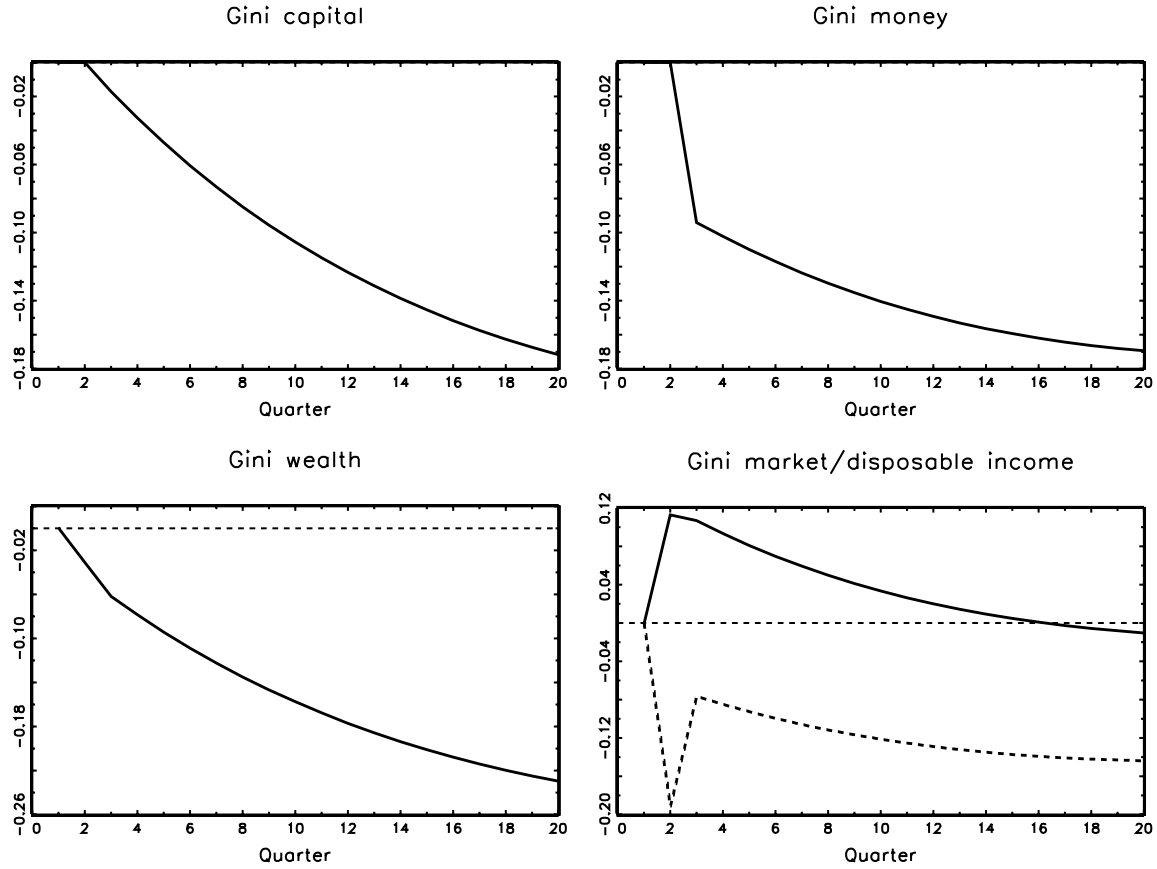 Gini capital
-0.02
-0.06
-0.10
-0.14
-0.18
0 2 4 6 8 10 12 14 16 18 20
Quarter
Gini money
-0.02
-0.06
-0.10
-0.14
-0.18
0 2 4 6 8 10 12 14 16 18 20
Quarter
Gini wealth
-0.02
-0.10
-0.18
-0.26
0 2 4 6 8 10 12 14 16 18 20
Quarter
Gini market/disposable income
0.12
0.04
-0.04
-0.12
-0.20
0 2 4 6 8 10 12 14 16 18 20
Quarter